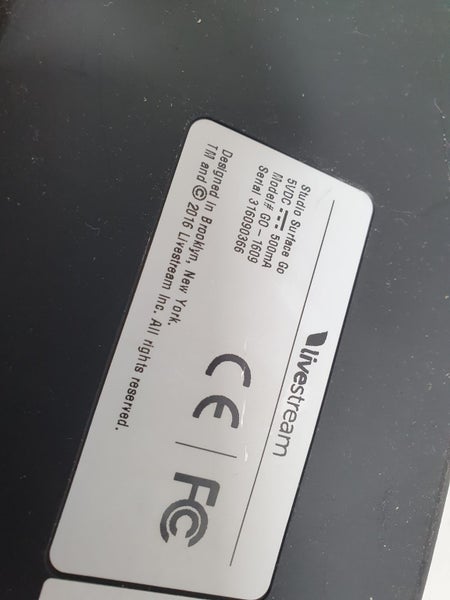 livestream
Studio Surface Go
5VDC ⎓ 500mA
Model# GO-1609
Serial 316090366
Designed in Brooklyn, New York.
TM and © 2016 Livestream Inc. All rights reserved.
CE FC